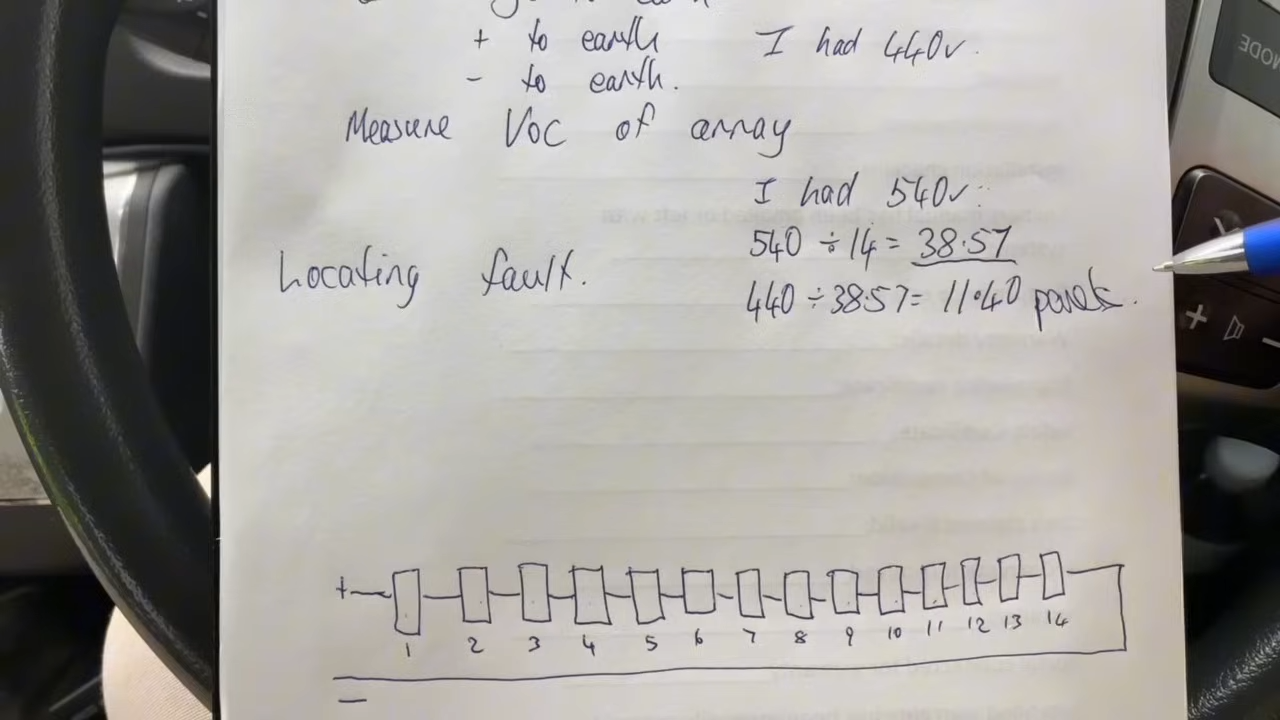 + to earth I had 440v.
- to earth.
Measure Voc of array
I had 540v:
540 ÷ 14 = 38.57
Locating fault.
440 ÷ 38.57 = 11.40 panels.
+
1 2 3 4 5 6 7 8 9 10 11 12 13 14
-
MODE
+ -